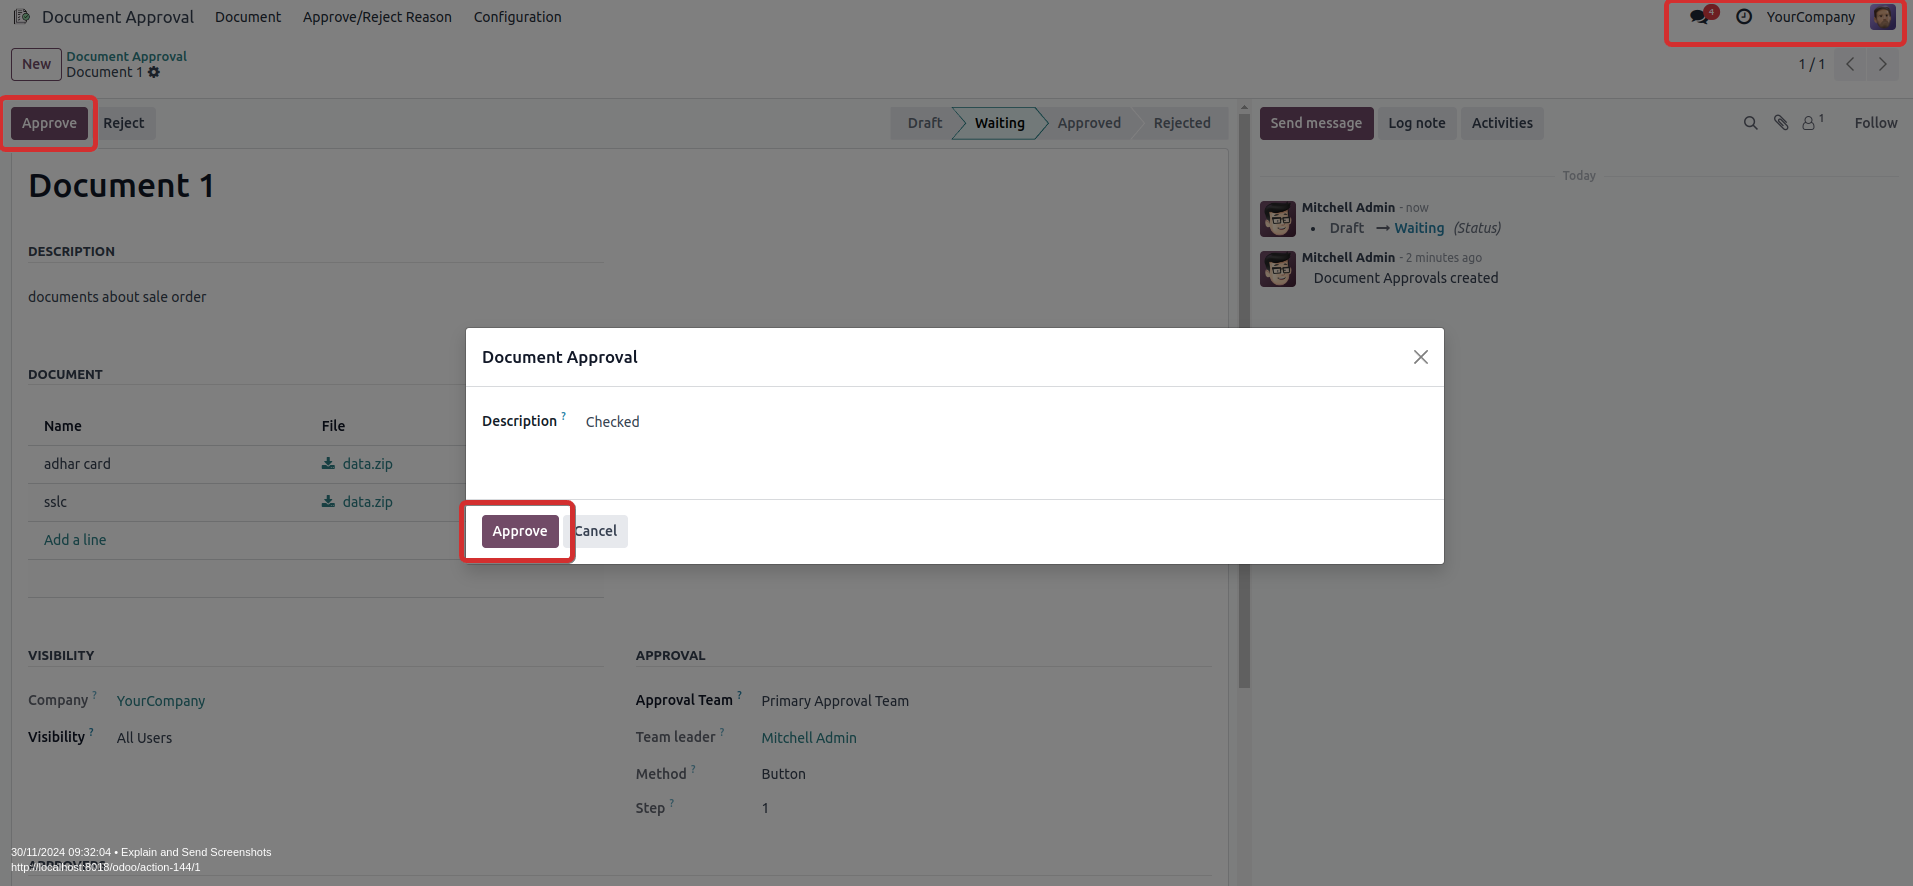 Document Approval Document Approve/Reject Reason Configuration 4 YourCompany
New Document Approval
Document 1 1 / 1
Approve Reject Draft Waiting Approved Rejected Send message Log note Activities 1 Follow
Document 1
Today
Mitchell Admin - now
• Draft → Waiting (Status)
Mitchell Admin - 2 minutes ago
Document Approvals created
DESCRIPTION
documents about sale order
Document Approval
Description ? Checked
Approve Cancel
DOCUMENT
Name File
adhar card data.zip
sslc data.zip
Add a line
VISIBILITY
Company ? YourCompany
Visibility ? All Users
APPROVAL
Approval Team ? Primary Approval Team
Team leader ? Mitchell Admin
Method ? Button
Step ? 1
30/11/2024 09:32:04 • Explain and Send Screenshots
APPROVERS
http://localhost:8018/odoo/action-144/1